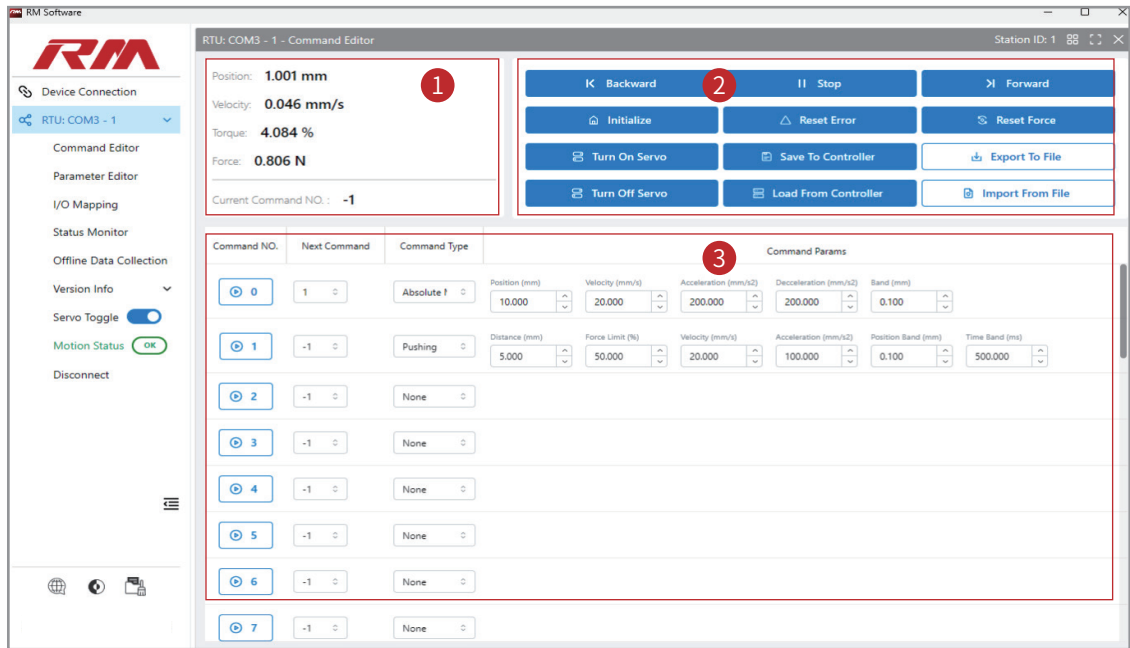 RM Software
RM
Device Connection
RTU: COM3 - 1
Command Editor
Parameter Editor
I/O Mapping
Status Monitor
Offline Data Collection
Version Info
Servo Toggle
Motion Status OK
Disconnect
RTU: COM3 - 1 - Command Editor
Station ID: 1
Position: 1.001 mm
Velocity: 0.046 mm/s
Torque: 4.084 %
Force: 0.806 N
Current Command NO. : -1
1
2
Backward Stop Forward
Initialize Reset Error Reset Force
Turn On Servo Save To Controller Export To File
Turn Off Servo Load From Controller Import From File
3
Command NO. Next Command Command Type Command Params
Position (mm) Velocity (mm/s) Acceleration (mm/s2) Decceleration (mm/s2) Band (mm)
0 1 Absolute M 10.000 20.000 200.000 200.000 0.100
Distance (mm) Force Limit (%) Velocity (mm/s) Acceleration (mm/s2) Position Band (mm) Time Band (ms)
1 -1 Pushing 5.000 50.000 20.000 100.000 0.100 500.000
2 -1 None
3 -1 None
4 -1 None
5 -1 None
6 -1 None
7 -1 None